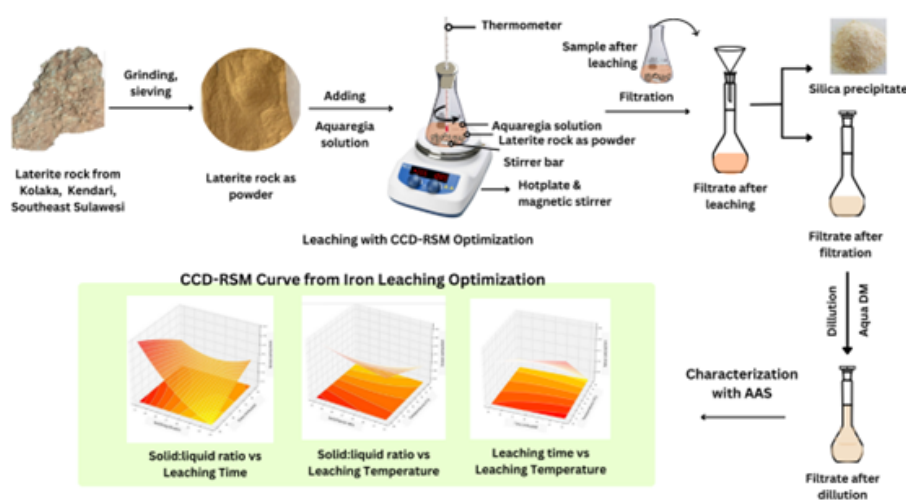 Thermometer
Sample after
leaching
Grinding,
sieving
Adding
Aquaregia
solution
Filtration
Silica precipitate
Aquaregia solution
Laterite rock as powder
Stirrer bar
Hotplate &
magnetic stirrer
Laterite rock from
Kolaka, Kendari,
Southeast Sulawesi
Laterite rock as
powder
Filtrate after
leaching
Leaching with CCD-RSM Optimization
Filtrate after
filtration
CCD-RSM Curve from Iron Leaching Optimization
Dillution
Aqua DM
Characterization
with AAS
Solid:liquid ratio vs
Leaching Time
Solid:liquid ratio vs
Leaching Temperature
Leaching time vs
Leaching Temperature
Filtrate after
dillution